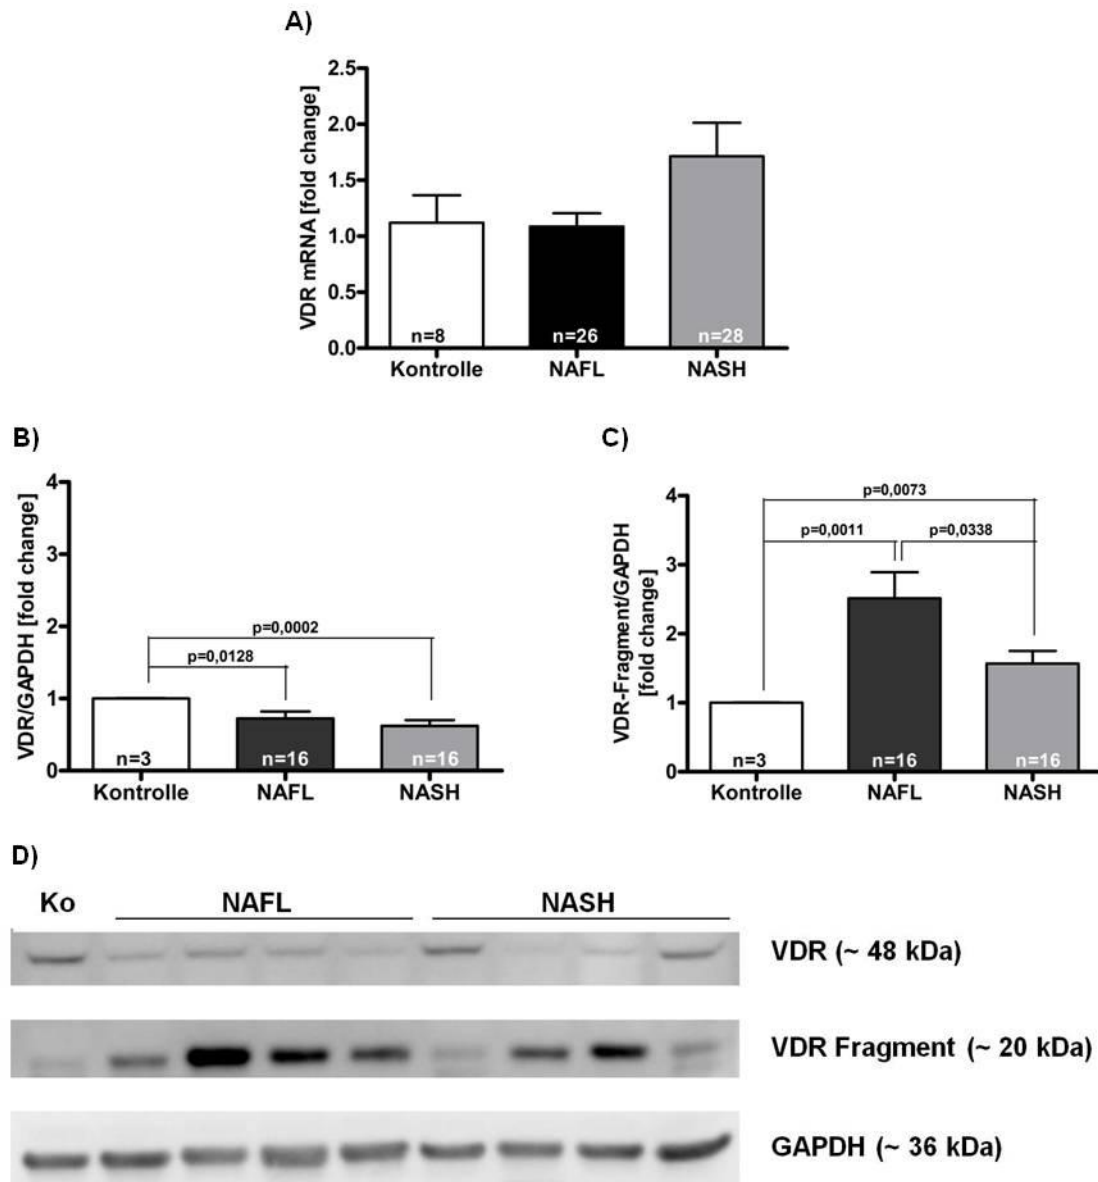 A)
VDR mRNA [fold change]
2.5
2.0
1.5
1.0
0.5
0.0
n=8
n=26
n=28
Kontrolle
NAFL
NASH
B)
VDR/GAPDH [fold change]
4
3
2
1
0
p=0,0002
p=0,0128
n=3
n=16
n=16
Kontrolle
NAFL
NASH
C)
VDR-Fragment/GAPDH
[fold change]
4
3
2
1
0
p=0,0073
p=0,0011
p=0,0338
n=3
n=16
n=16
Kontrolle
NAFL
NASH
D)
Ko
NAFL
NASH
VDR (~ 48 kDa)
VDR Fragment (~ 20 kDa)
GAPDH (~ 36 kDa)